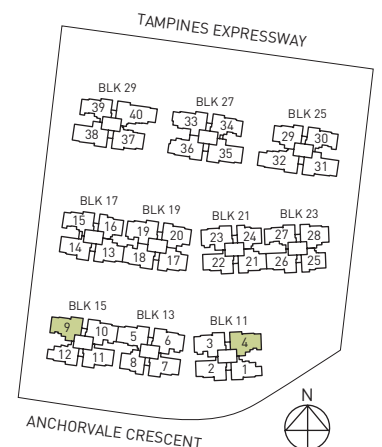 TAMPINES EXPRESSWAY
BLK 29
39 40
38 37
BLK 27
33 34
36 35
BLK 25
29 30
32 31
BLK 17
15 16
14 13
BLK 19
19 20
18 17
BLK 21
23 24
22 21
BLK 23
27 28
26 25
BLK 15
9 10
12 11
BLK 13
5 6
8 7
BLK 11
3 4
2 1
ANCHORVALE CRESCENT
N